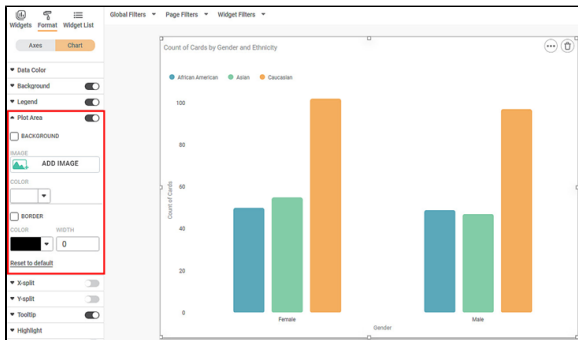 Widgets Format Widget List
Global Filters Page Filters Widget Filters
Axes Chart
Data Color
Background
Legend
Plot Area
BACKGROUND
IMAGE
ADD IMAGE
COLOR
BORDER
COLOR WIDTH
0
Reset to default
X-split
Y-split
Tooltip
Highlight
Count of Cards by Gender and Ethnicity
African American Asian Caucasian
Count of Cards
100
80
60
40
20
0
Female Male
Gender